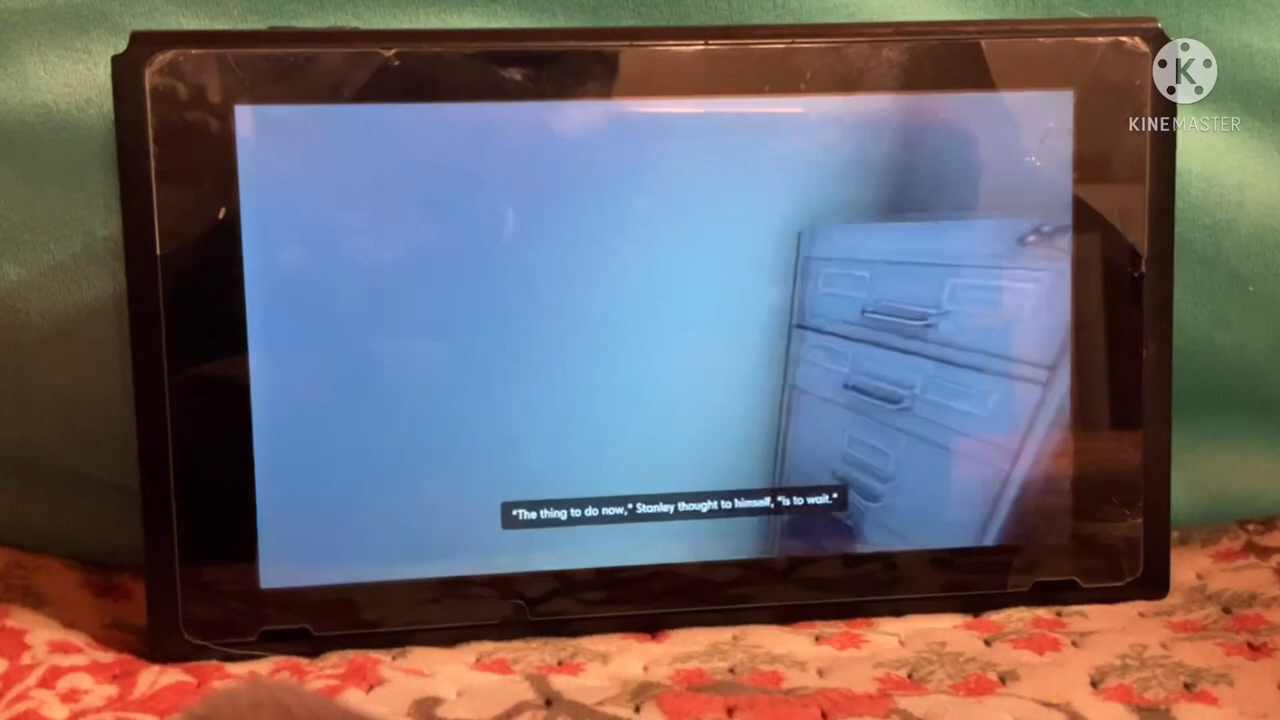 K
KINEMASTER
"The thing to do now," Stanley thought to himself, "is to wait."